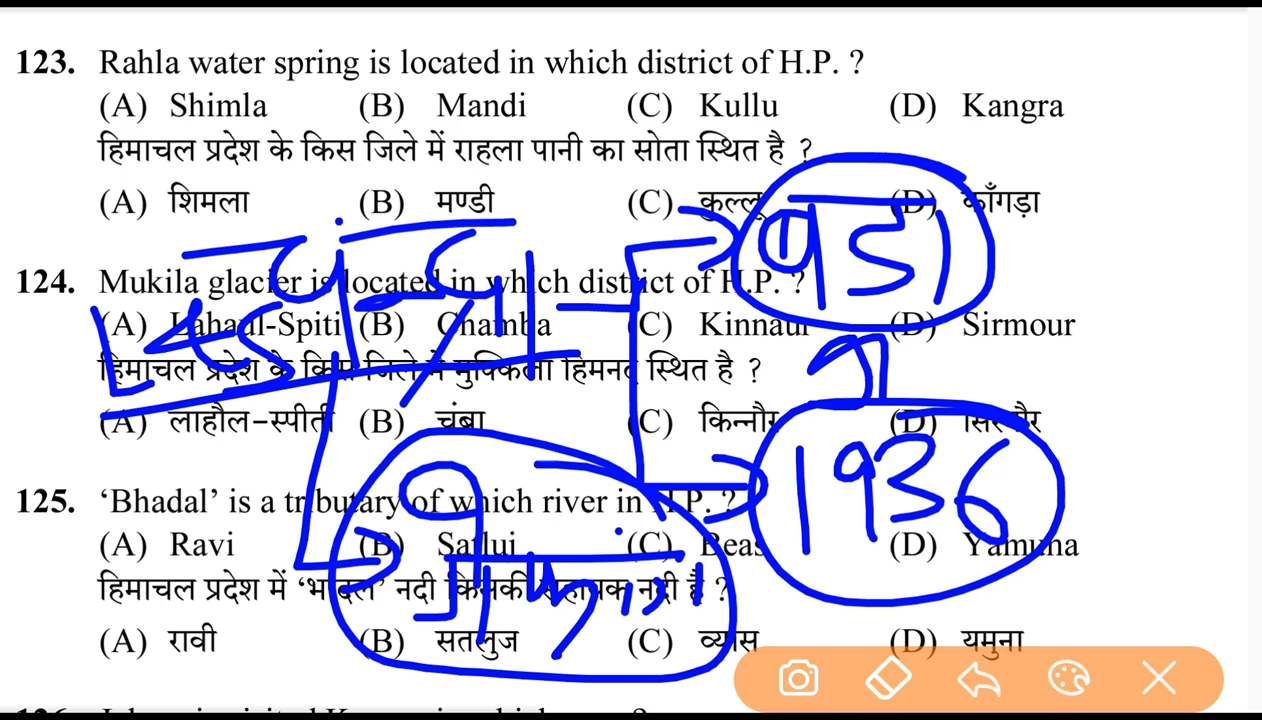 123. Rahla water spring is located in which district of H.P. ?
(A) Shimla (B) Mandi (C) Kullu (D) Kangra
हिमाचल प्रदेश के किस जिले में राहला पानी का सोता स्थित है ?
(A) शिमला (B) मण्डी (C) कुल्लू (D) काँगड़ा
1951
124. Mukila glacier is located in which district of H.P. ?
(A) Lahaul-Spiti (B) Chamba (C) Kinnaur (D) Sirmour
हिमाचल प्रदेश के किस जिले में मुक्किला हिमनद स्थित है ?
(A) लाहौल-स्पीती (B) चंबा (C) किन्नौर (D) सिरमौर
1936
125. ‘Bhadal’ is a tributary of which river in H.P. ?
(A) Ravi (B) Satluj (C) Beas (D) Yamuna
हिमाचल प्रदेश में ‘भादल’ नदी किसकी सहायक नदी है ?
(A) रावी (B) सतलुज (C) व्यास (D) यमुना